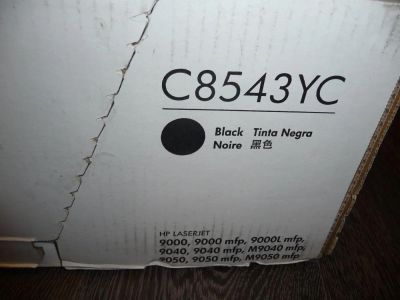 C8543YC
Black Tinta Negra
Noire 黑色
HP LASERJET
9000, 9000 mfp, 9000L mfp,
9040, 9040 mfp, M9040 mfp,
9050, 9050 mfp, M9050 mfp